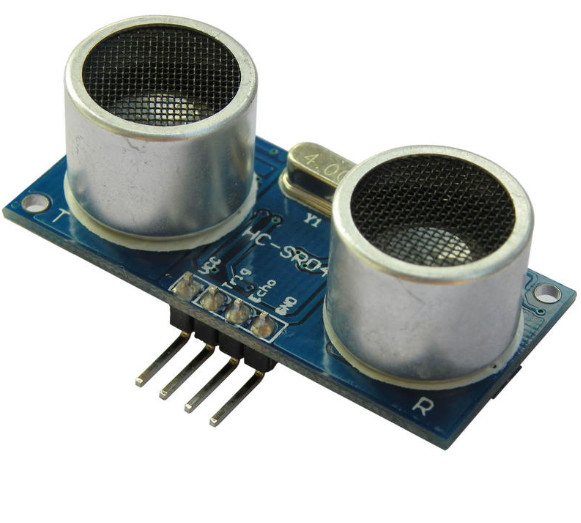 4.00
Y1
T
HC-SR04
Vcc
Trig
Echo
GND
R